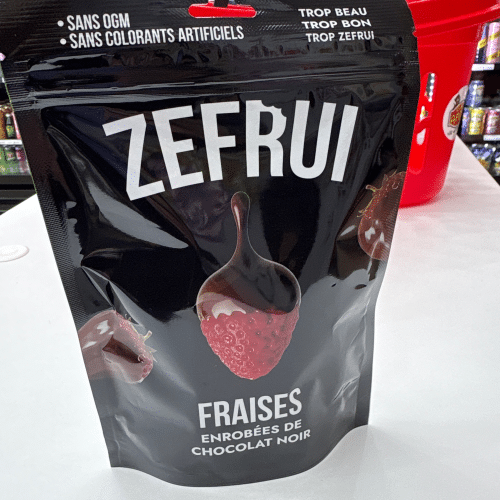 • SANS OGM
• SANS COLORANTS ARTIFICIELS
TROP BEAU
TROP BON
TROP ZEFRUI
ZEFRUI
FRAISES
ENROBÉES DE
CHOCOLAT NOIR